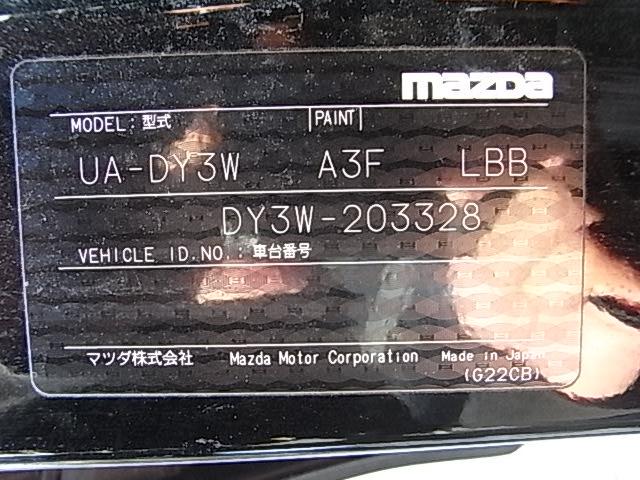 mazda
MODEL: 型式 PAINT
UA-DY3W A3F LBB
DY3W-203328
VEHICLE ID.NO.: 車台番号
マツダ株式会社 Mazda Motor Corporation Made in Japan
(G22CB)